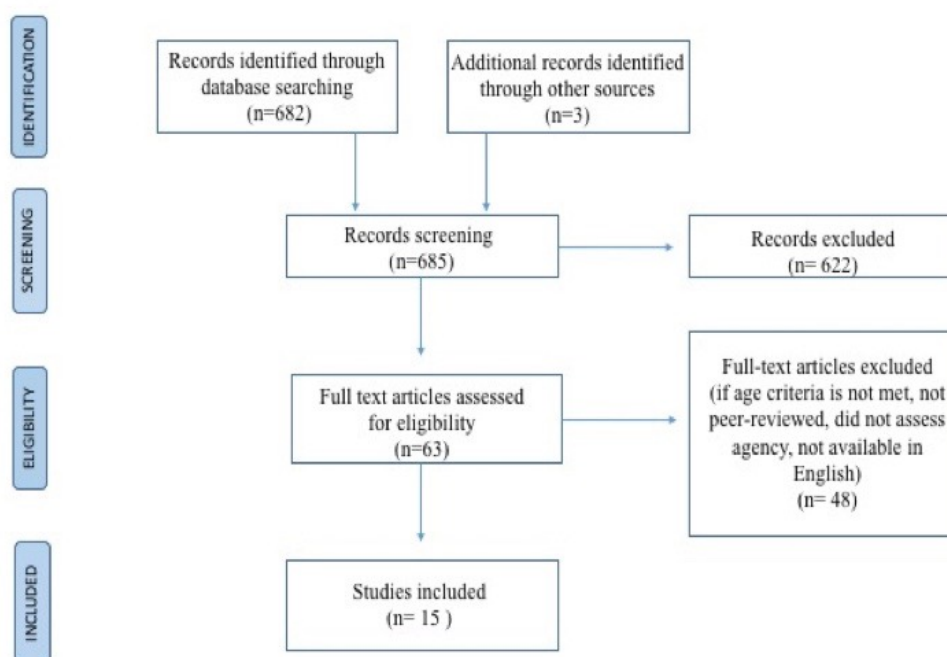 IDENTIFICATION
Records identified through
database searching
(n=682)
Additional records identified
through other sources
(n=3)
SCREENING
Records screening
(n=685)
Records excluded
(n= 622)
ELIGIBILITY
Full text articles assessed
for eligibility
(n=63)
Full-text articles excluded
(if age criteria is not met, not
peer-reviewed, did not assess
agency, not available in
English)
(n= 48)
INCLUDED
Studies included
(n= 15 )